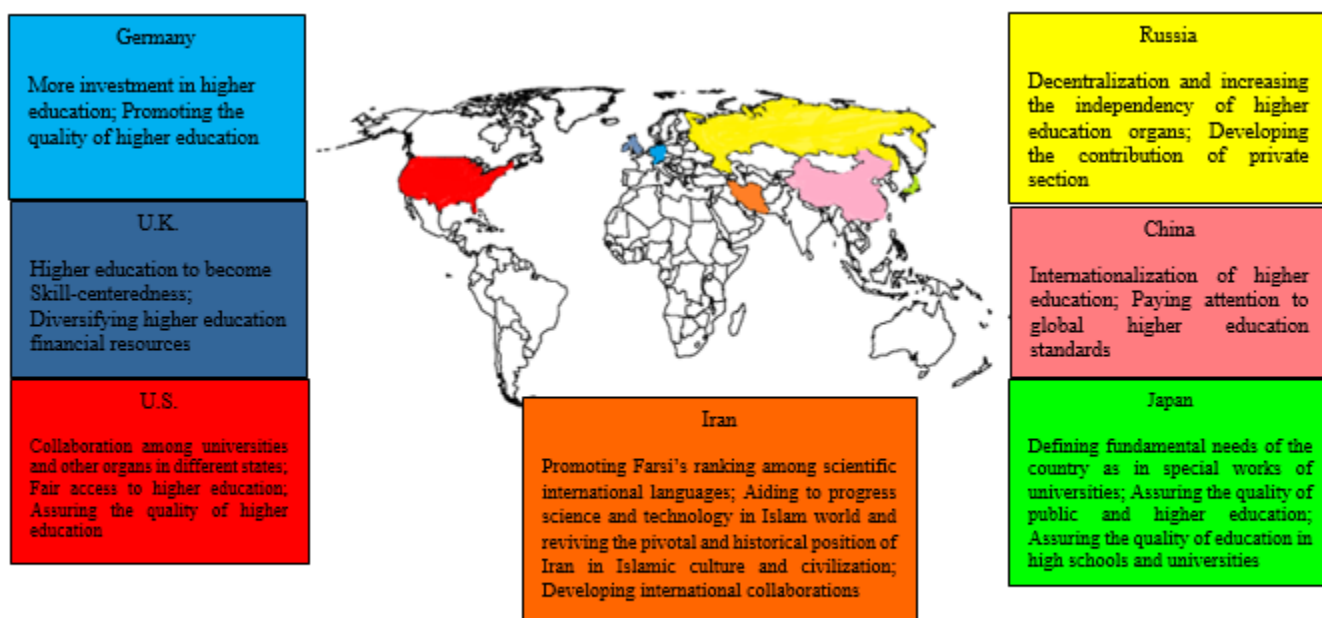 Germany
More investment in higher
education; Promoting the
quality of higher education
U.K.
Higher education to become
Skill-centeredness;
Diversifying higher education
financial resources
U.S.
Collaboration among universities
and other organs in different states;
Fair access to higher education;
Assuring the quality of higher
education
Iran
Promoting Farsi's ranking among scientific
international languages; Aiding to progress
science and technology in Islam world and
reviving the pivotal and historical position of
Iran in Islamic culture and civilization;
Developing international collaborations
Russia
Decentralization and increasing
the independency of higher
education organs; Developing
the contribution of private
section
China
Internationalization of higher
education; Paying attention to
global higher education
standards
Japan
Defining fundamental needs of the
country as in special works of
universities; Assuring the quality of
public and higher education;
Assuring the quality of education in
high schools and universities